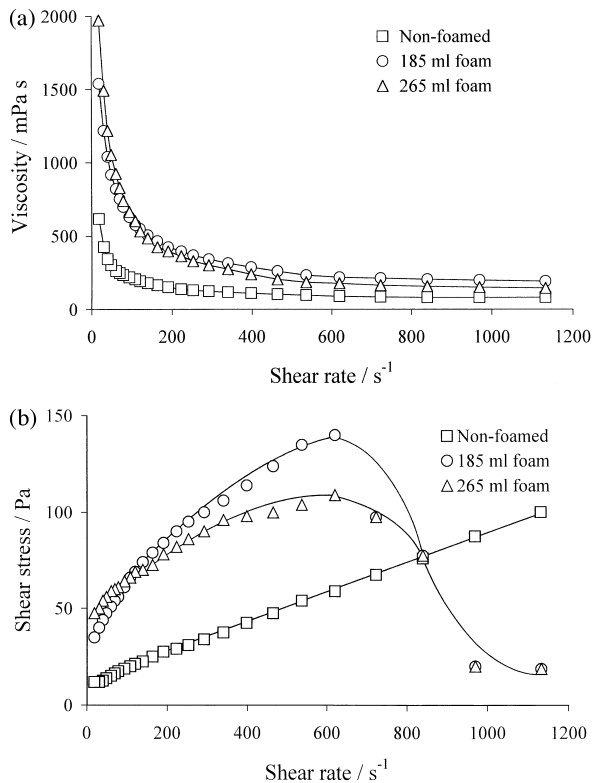 (a)
2000
1500
1000
500
0
Viscosity / mPa s
Non-foamed
185 ml foam
265 ml foam
0 200 400 600 800 1000 1200
Shear rate / s-1
(b)
150
100
50
0
Shear stress / Pa
Non-foamed
185 ml foam
265 ml foam
0 200 400 600 800 1000 1200
Shear rate / s-1